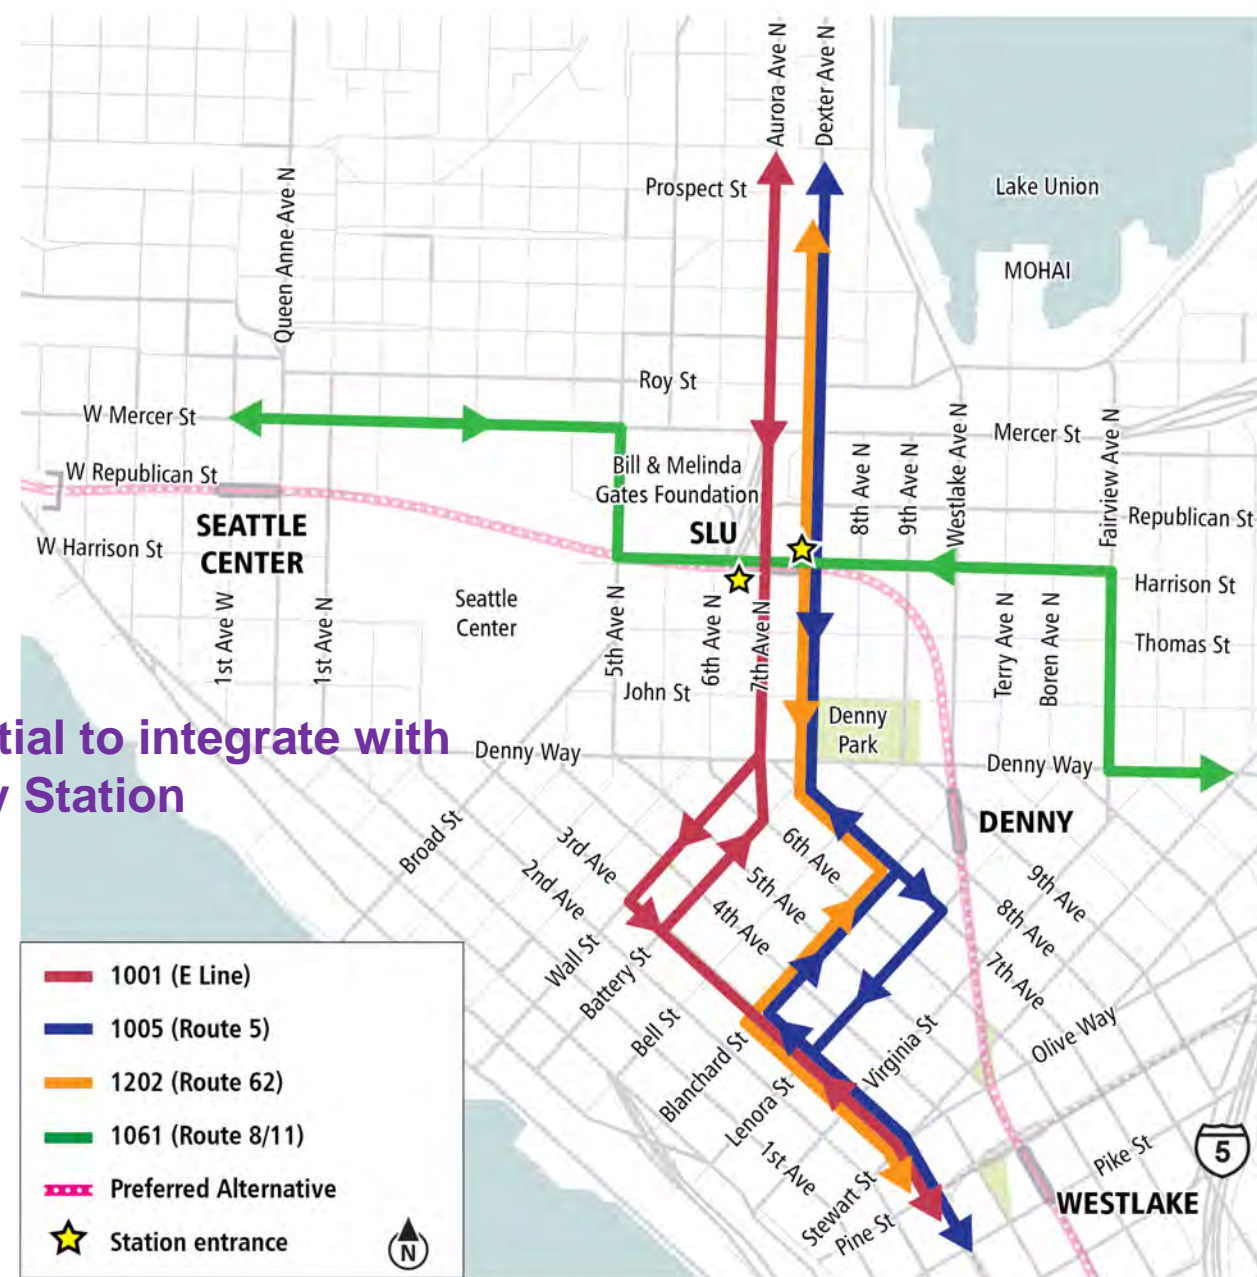 Aurora Ave N
Dexter Ave N
Prospect St
Lake Union
Queen Anne Ave N
MOHAI
Roy St
W Mercer St
Mercer St
Bill & Melinda
Gates Foundation
W Republican St
8th Ave N
9th Ave N
Westlake Ave N
Fairview Ave N
Republican St
SEATTLE
CENTER
SLU
W Harrison St
Harrison St
1st Ave W
1st Ave N
Seattle
Center
5th Ave N
6th Ave N
7th Ave N
Terry Ave N
Boren Ave N
Thomas St
John St
Denny
Park
tial to integrate with
y Station
Denny Way
Denny Way
DENNY
Broad St
3rd Ave
2nd Ave
6th Ave
5th Ave
4th Ave
9th Ave
8th Ave
7th Ave
Wall St
Battery St
Bell St
Blanchard St
Lenora St
Virginia St
Olive Way
1st Ave
Stewart St
Pine St
Pike St
5
WESTLAKE
1001 (E Line)
1005 (Route 5)
1202 (Route 62)
1061 (Route 8/11)
Preferred Alternative
Station entrance
N